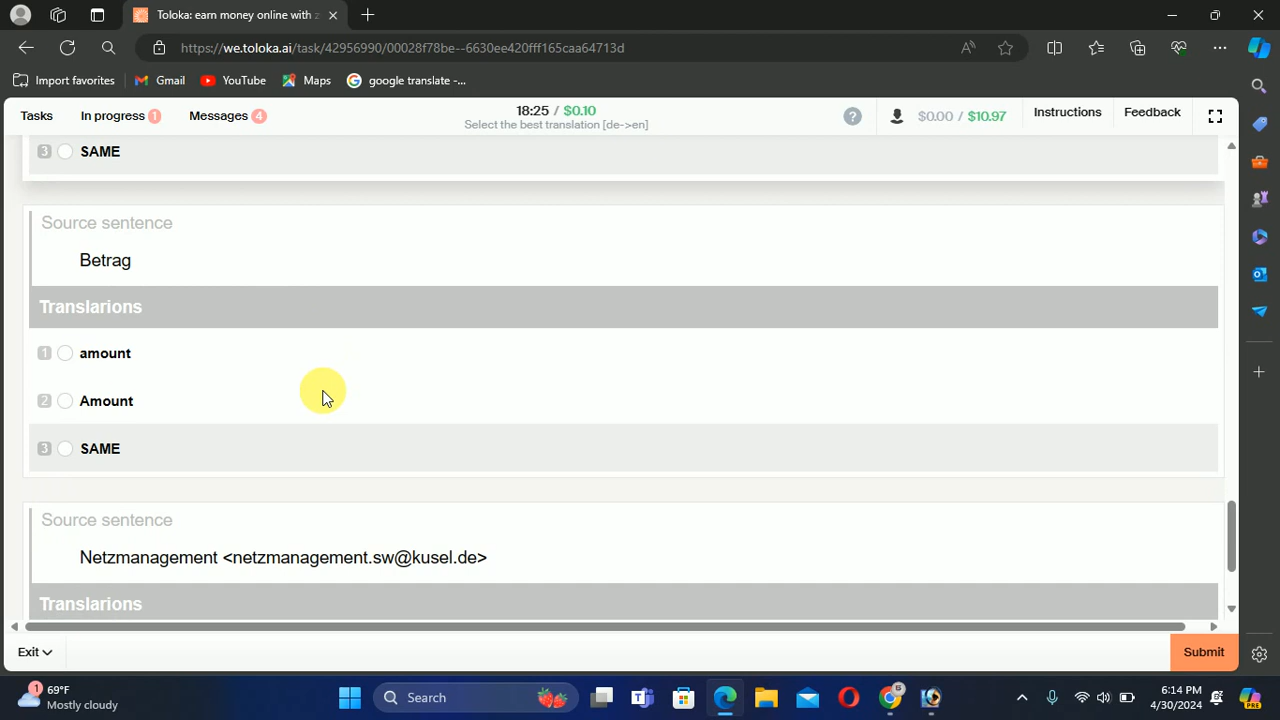 Toloka: earn money online with
https://we.toloka.ai/task/42956990/00028f78be--6630ee420fff165caa64713d
Import favorites
Gmail
YouTube
Maps
google translate -...
Tasks
In progress 1
Messages 4
18:25 / $0.10
Select the best translation [de->en]
?
$0.00 / $10.97
Instructions
Feedback
3 SAME
Source sentence
Betrag
Translarions
1 amount
2 Amount
3 SAME
Source sentence
Netzmanagement <netzmanagement.sw@kusel.de>
Translarions
Exit
Submit
1
69°F
Mostly cloudy
Search
6:14 PM
4/30/2024
PRE